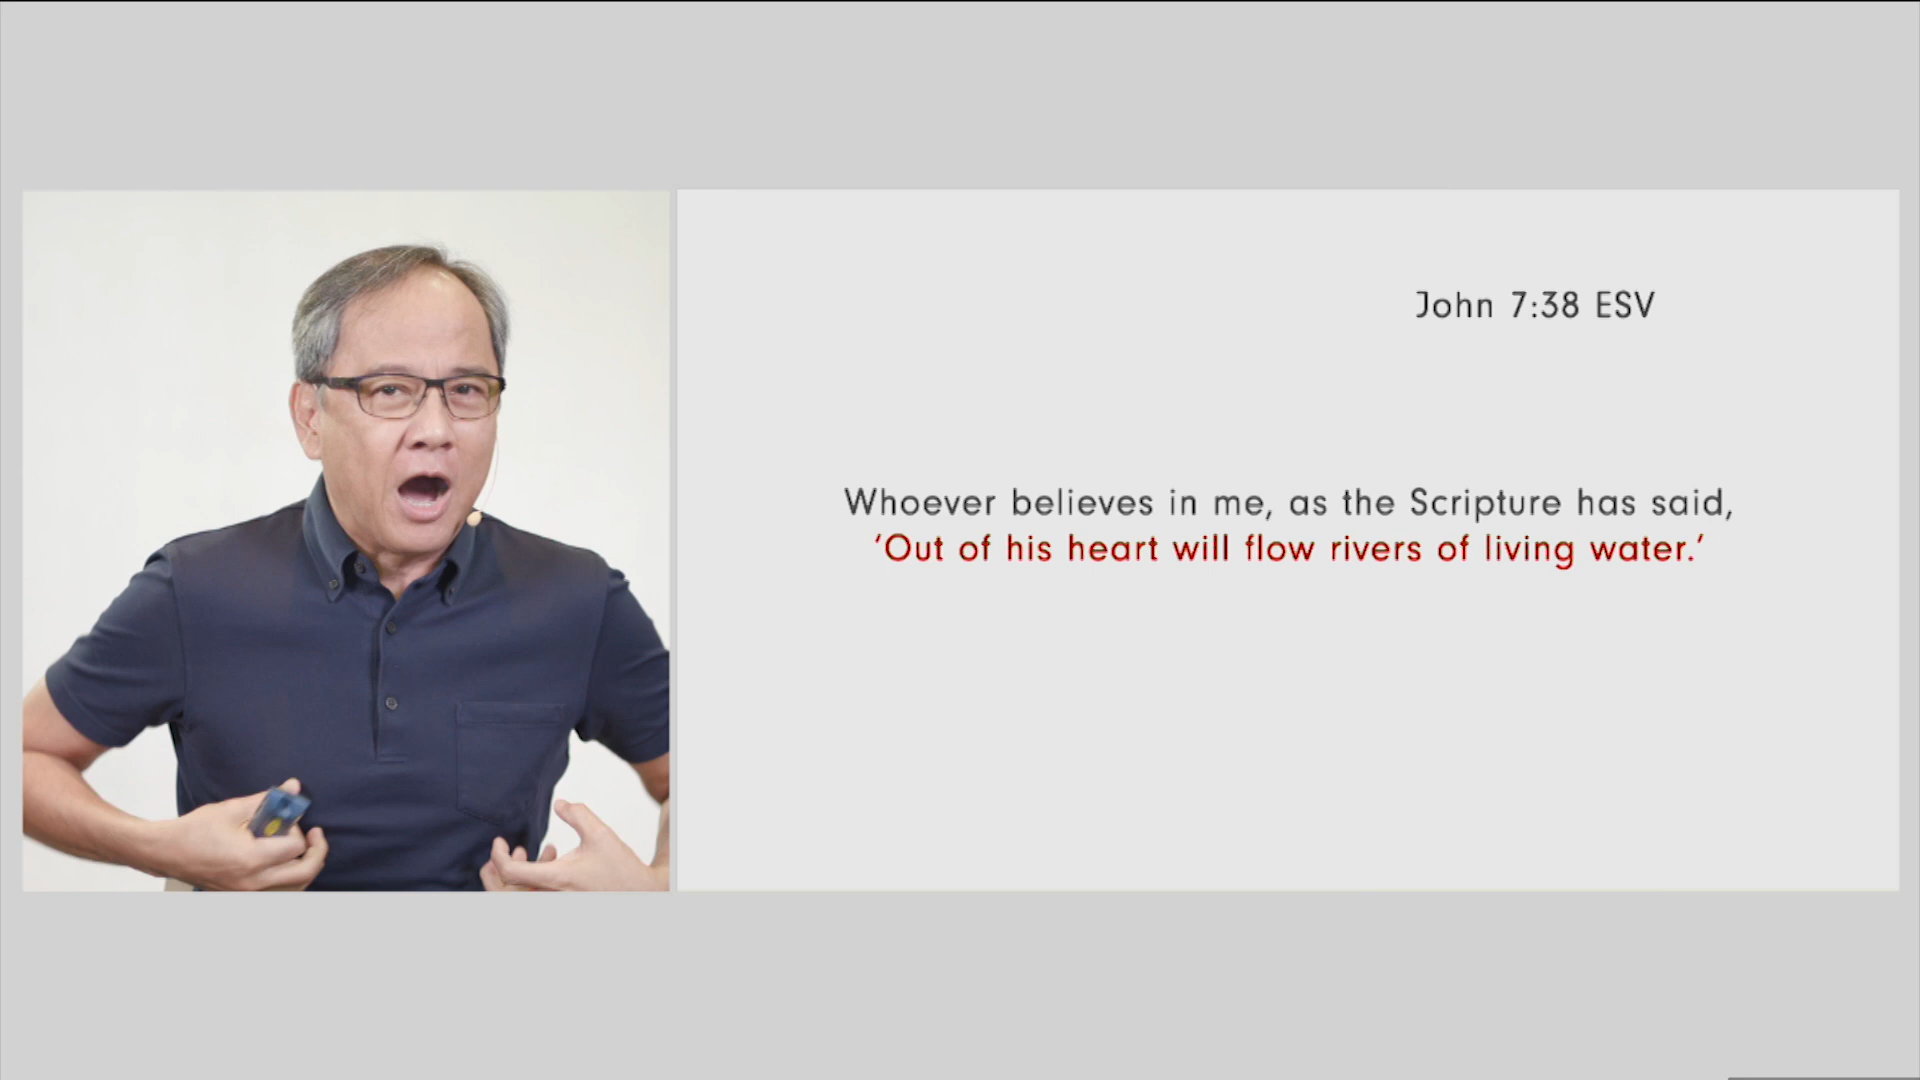 John 7:38 ESV
Whoever believes in me, as the Scripture has said,
‘Out of his heart will flow rivers of living water.’